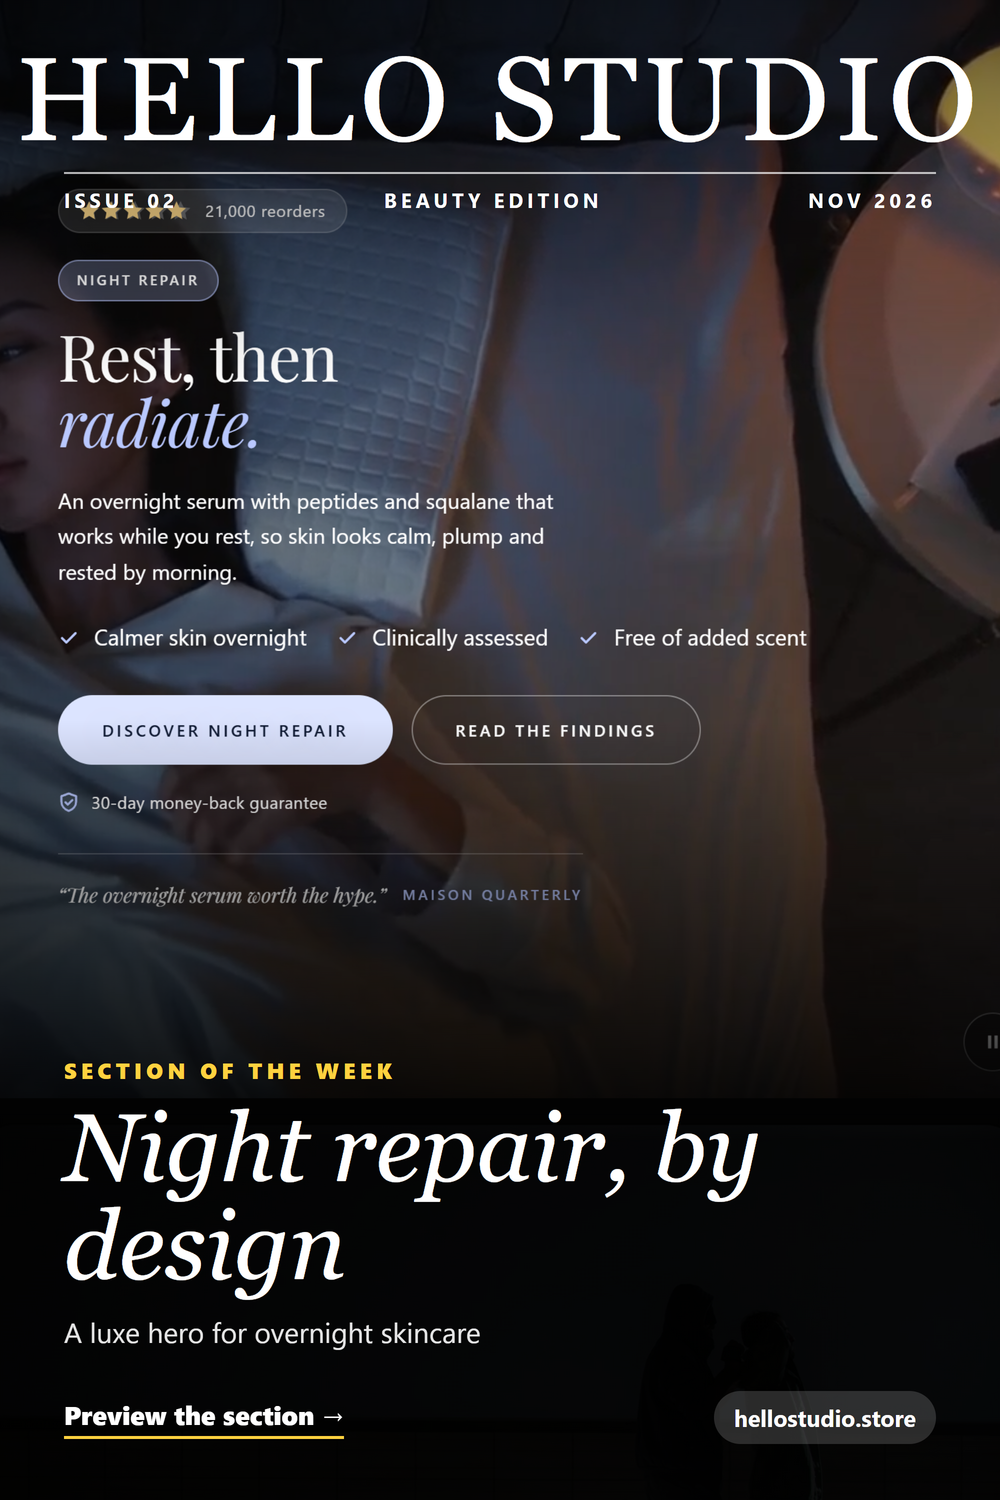 HELLO STUDIO
ISSUE 02 BEAUTY EDITION NOV 2026
★★★★★ 21,000 reorders
NIGHT REPAIR
Rest, then
radiate.
An overnight serum with peptides and squalane that
works while you rest, so skin looks calm, plump and
rested by morning.
✓ Calmer skin overnight ✓ Clinically assessed ✓ Free of added scent
DISCOVER NIGHT REPAIR READ THE FINDINGS
30-day money-back guarantee
“The overnight serum worth the hype.” MAISON QUARTERLY
SECTION OF THE WEEK
Night repair, by
design
A luxe hero for overnight skincare
Preview the section → hellostudio.store